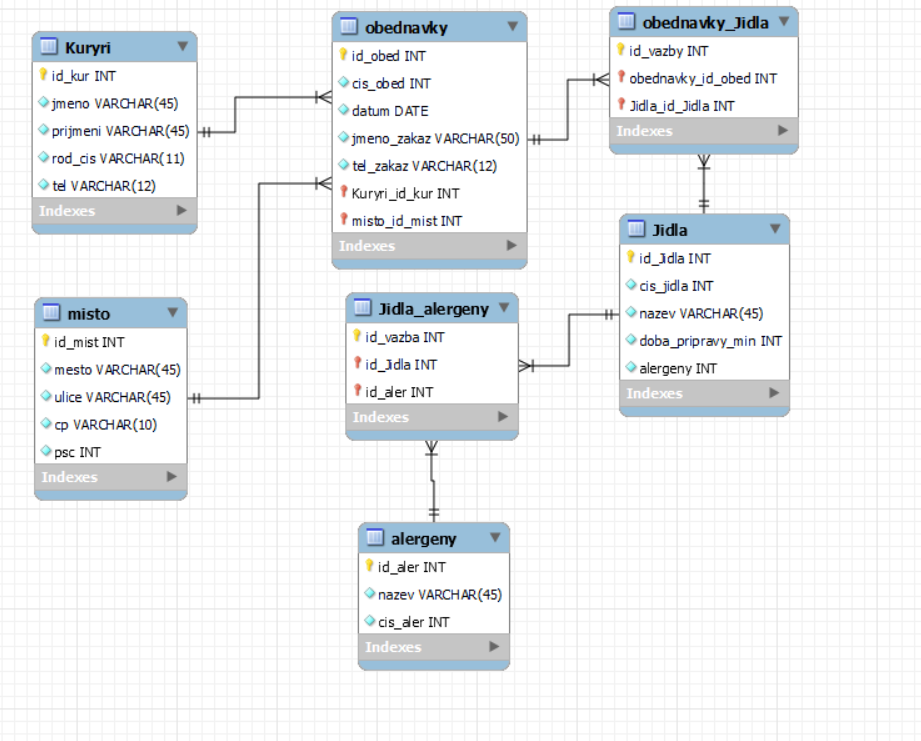 Kuryri
id_kur INT
jmeno VARCHAR(45)
prijmeni VARCHAR(45)
rod_cis VARCHAR(11)
tel VARCHAR(12)
Indexes
obednavky
id_obed INT
cis_obed INT
datum DATE
jmeno_zakaz VARCHAR(50)
tel_zakaz VARCHAR(12)
Kuryri_id_kur INT
misto_id_mist INT
Indexes
obednavky_Jidla
id_vazby INT
obednavky_id_obed INT
Jidla_id_Jidla INT
Indexes
Jidla
id_Jidla INT
cis_jidla INT
nazev VARCHAR(45)
doba_pripravy_min INT
alergeny INT
Indexes
misto
id_mist INT
mesto VARCHAR(45)
ulice VARCHAR(45)
cp VARCHAR(10)
psc INT
Indexes
Jidla_alergeny
id_vazba INT
id_Jidla INT
id_aler INT
Indexes
alergeny
id_aler INT
nazev VARCHAR(45)
cis_aler INT
Indexes